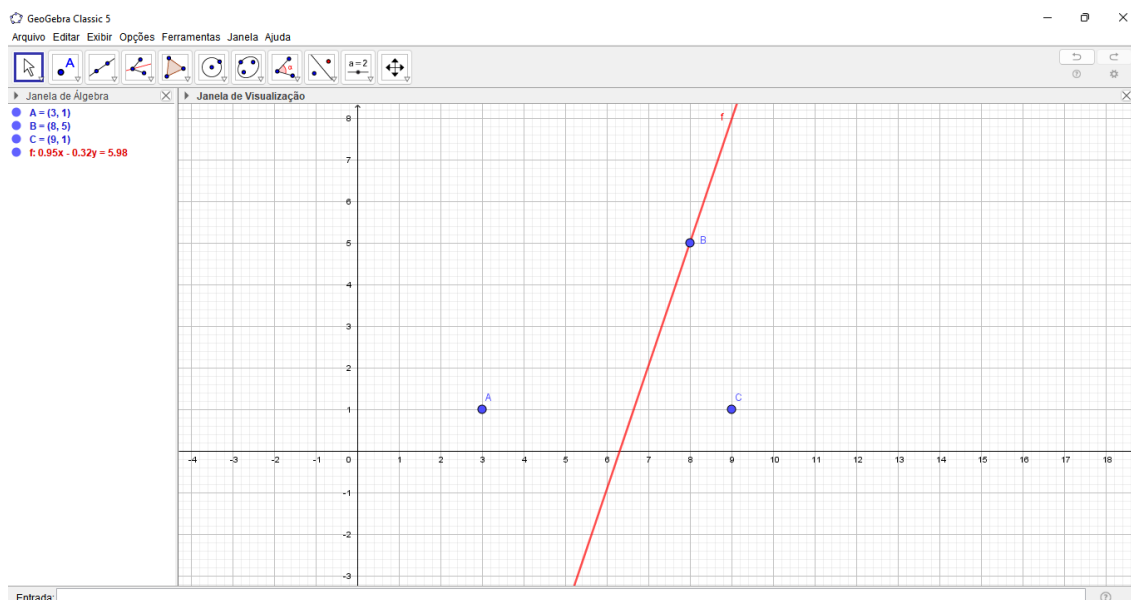 GeoGebra Classic 5
Arquivo Editar Exibir Opções Ferramentas Janela Ajuda
A
a = 2
Janela de Álgebra
Janela de Visualização
A = (3, 1)
B = (8, 5)
C = (9, 1)
f: 0.95x - 0.32y = 5.98
f
8
7
6
5
B
4
3
2
1
A
C
-4 -3 -2 -1 0 1 2 3 4 5 6 7 8 9 10 11 12 13 14 15 16 17 18
-1
-2
-3
Entrada: